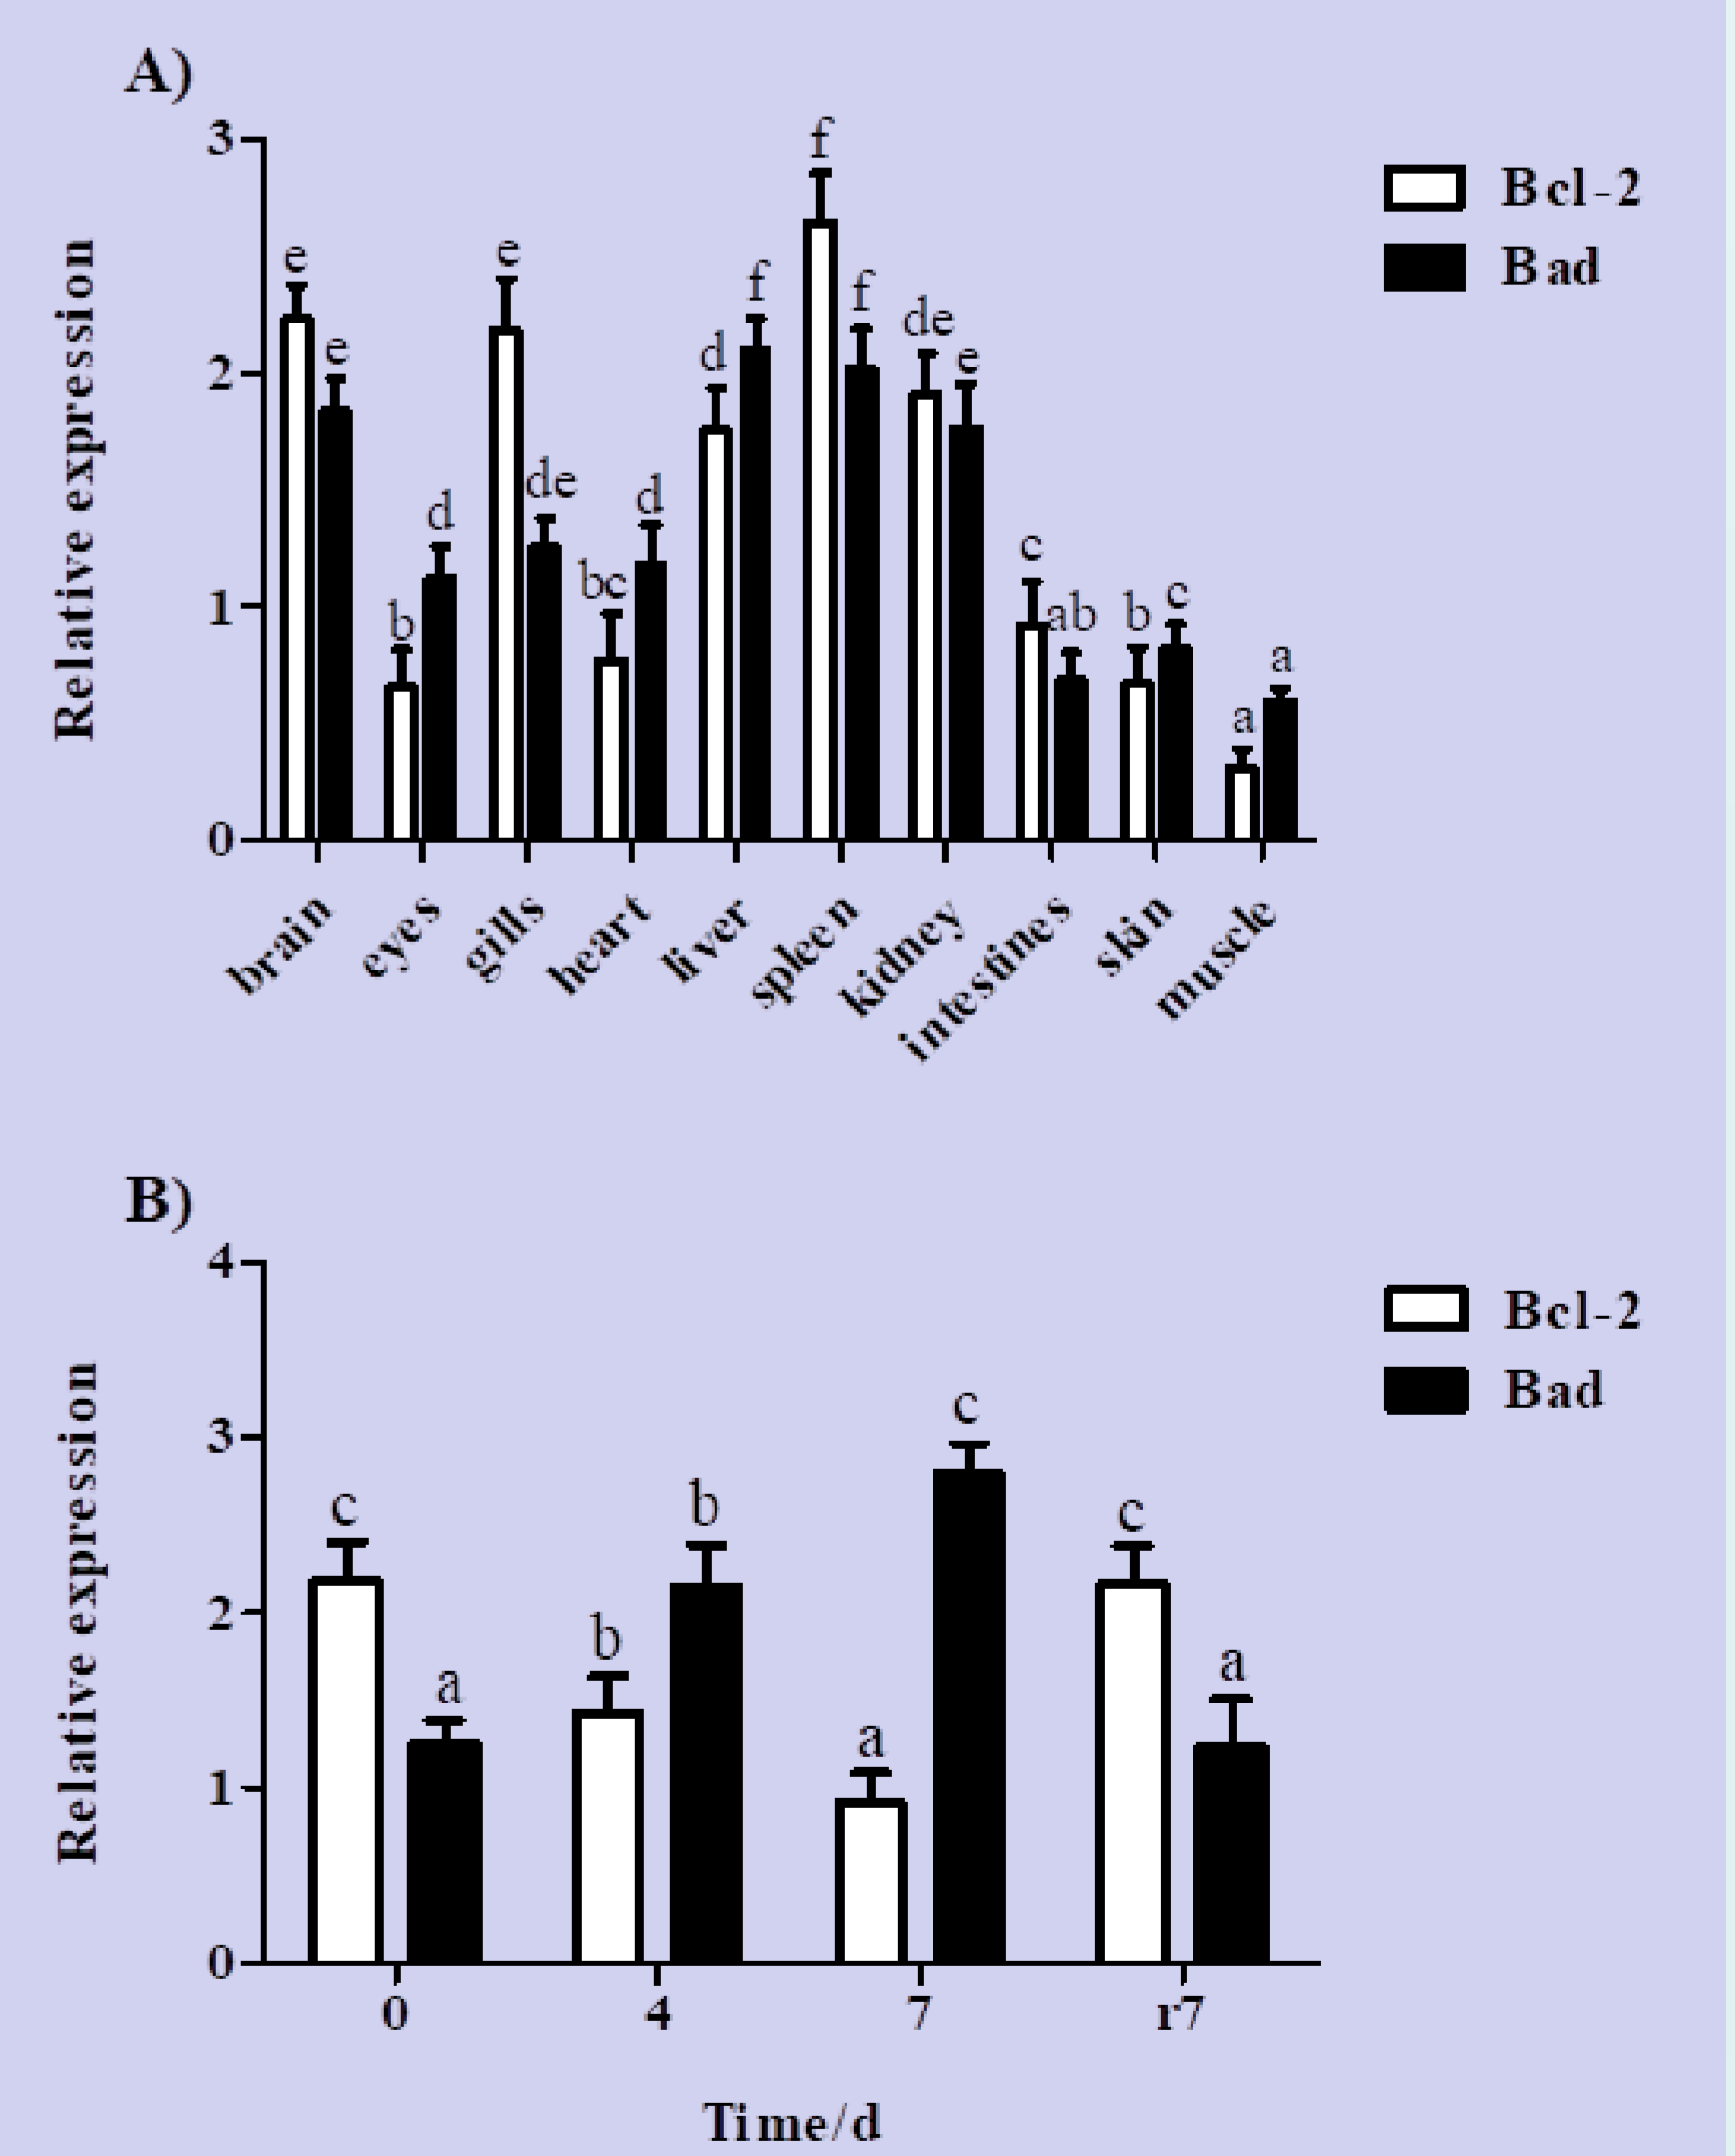 A)
3
2
1
0
Relative expression
Bcl-2
Bad
e e b d e de bc d d f f f de e c ab b c a a
brain eyes gills heart liver spleen kidney intestines skin muscle
B)
4
3
2
1
0
Relative expression
Bcl-2
Bad
c a b b a c c a
0 4 7 r7
Time/d